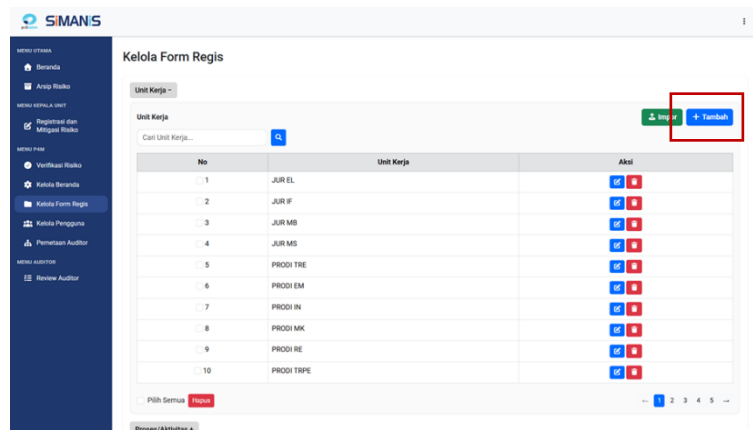 SiMANiS
MENU UTAMA
Beranda
Arsip Risiko
MENU KEPALA UNIT
Registrasi dan
Mitigasi Risiko
MENU P4M
Verifikasi Risiko
Kelola Beranda
Kelola Form Regis
Kelola Pengguna
Pemetaan Auditor
MENU AUDITOR
Review Auditor
Kelola Form Regis
Unit Kerja −
Unit Kerja
Impor
+ Tambah
Cari Unit Kerja...
No Unit Kerja Aksi
1 JUR EL
2 JUR IF
3 JUR MB
4 JUR MS
5 PRODI TRE
6 PRODI EM
7 PRODI IN
8 PRODI MK
9 PRODI RE
10 PRODI TRPE
Pilih Semua Hapus
← 1 2 3 4 5 →
Proses/Aktivitas +